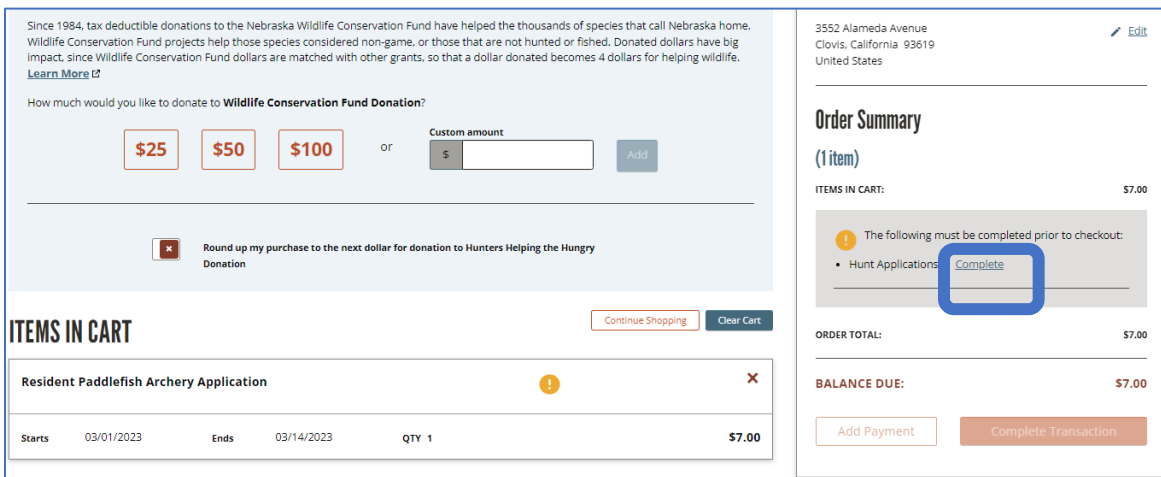 Since 1984, tax deductible donations to the Nebraska Wildlife Conservation Fund have helped the thousands of species that call Nebraska home.
Wildlife Conservation Fund projects help those species considered non-game, or those that are not hunted or fished. Donated dollars have big
impact, since Wildlife Conservation Fund dollars are matched with other grants, so that a dollar donated becomes 4 dollars for helping wildlife.
Learn More
How much would you like to donate to Wildlife Conservation Fund Donation?
$25 $50 $100 or
Custom amount
$
Add
Round up my purchase to the next dollar for donation to Hunters Helping the Hungry
Donation
ITEMS IN CART
Continue Shopping Clear Cart
Resident Paddlefish Archery Application
Starts 03/01/2023 Ends 03/14/2023 QTY 1 $7.00
3552 Alameda Avenue
Edit
Clovis, California 93619
United States
Order Summary
(1 item)
ITEMS IN CART: $7.00
The following must be completed prior to checkout:
• Hunt Applications Complete
ORDER TOTAL: $7.00
BALANCE DUE: $7.00
Add Payment Complete Transaction